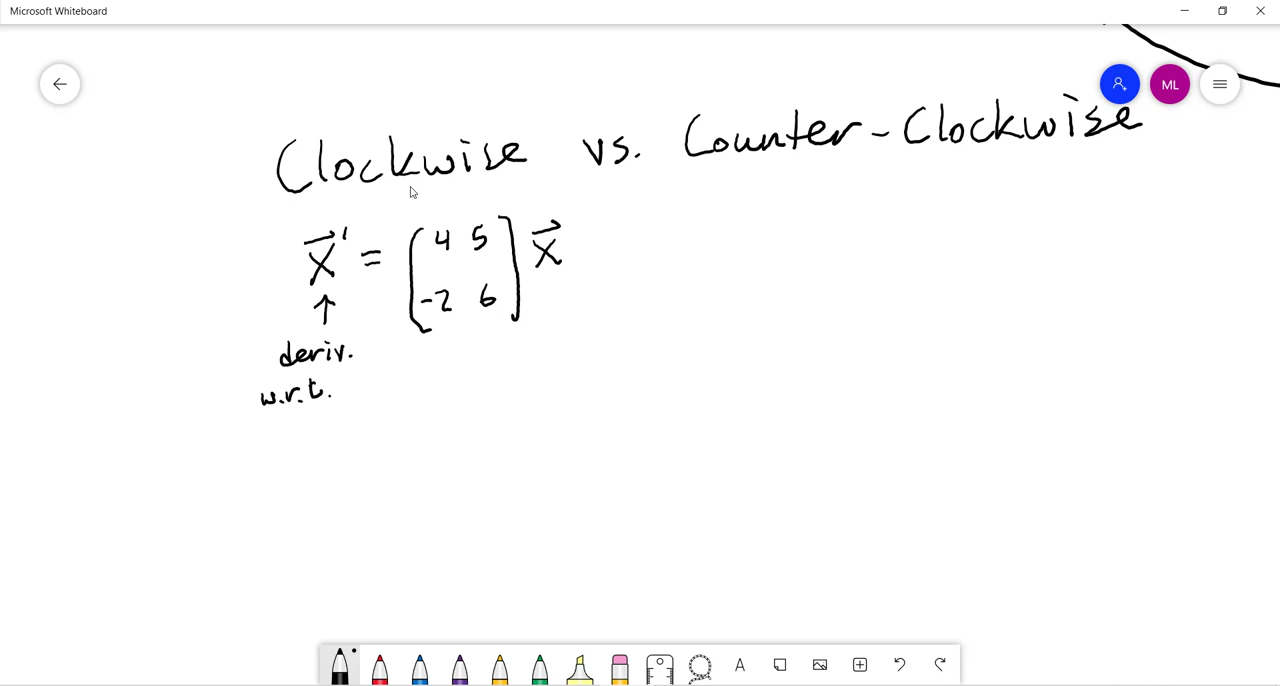 Microsoft Whiteboard
ML
Clockwise vs. Counter-Clockwise
x⃗' = [4 5
-2 6] x⃗
↑
deriv.
w.r.t.
A